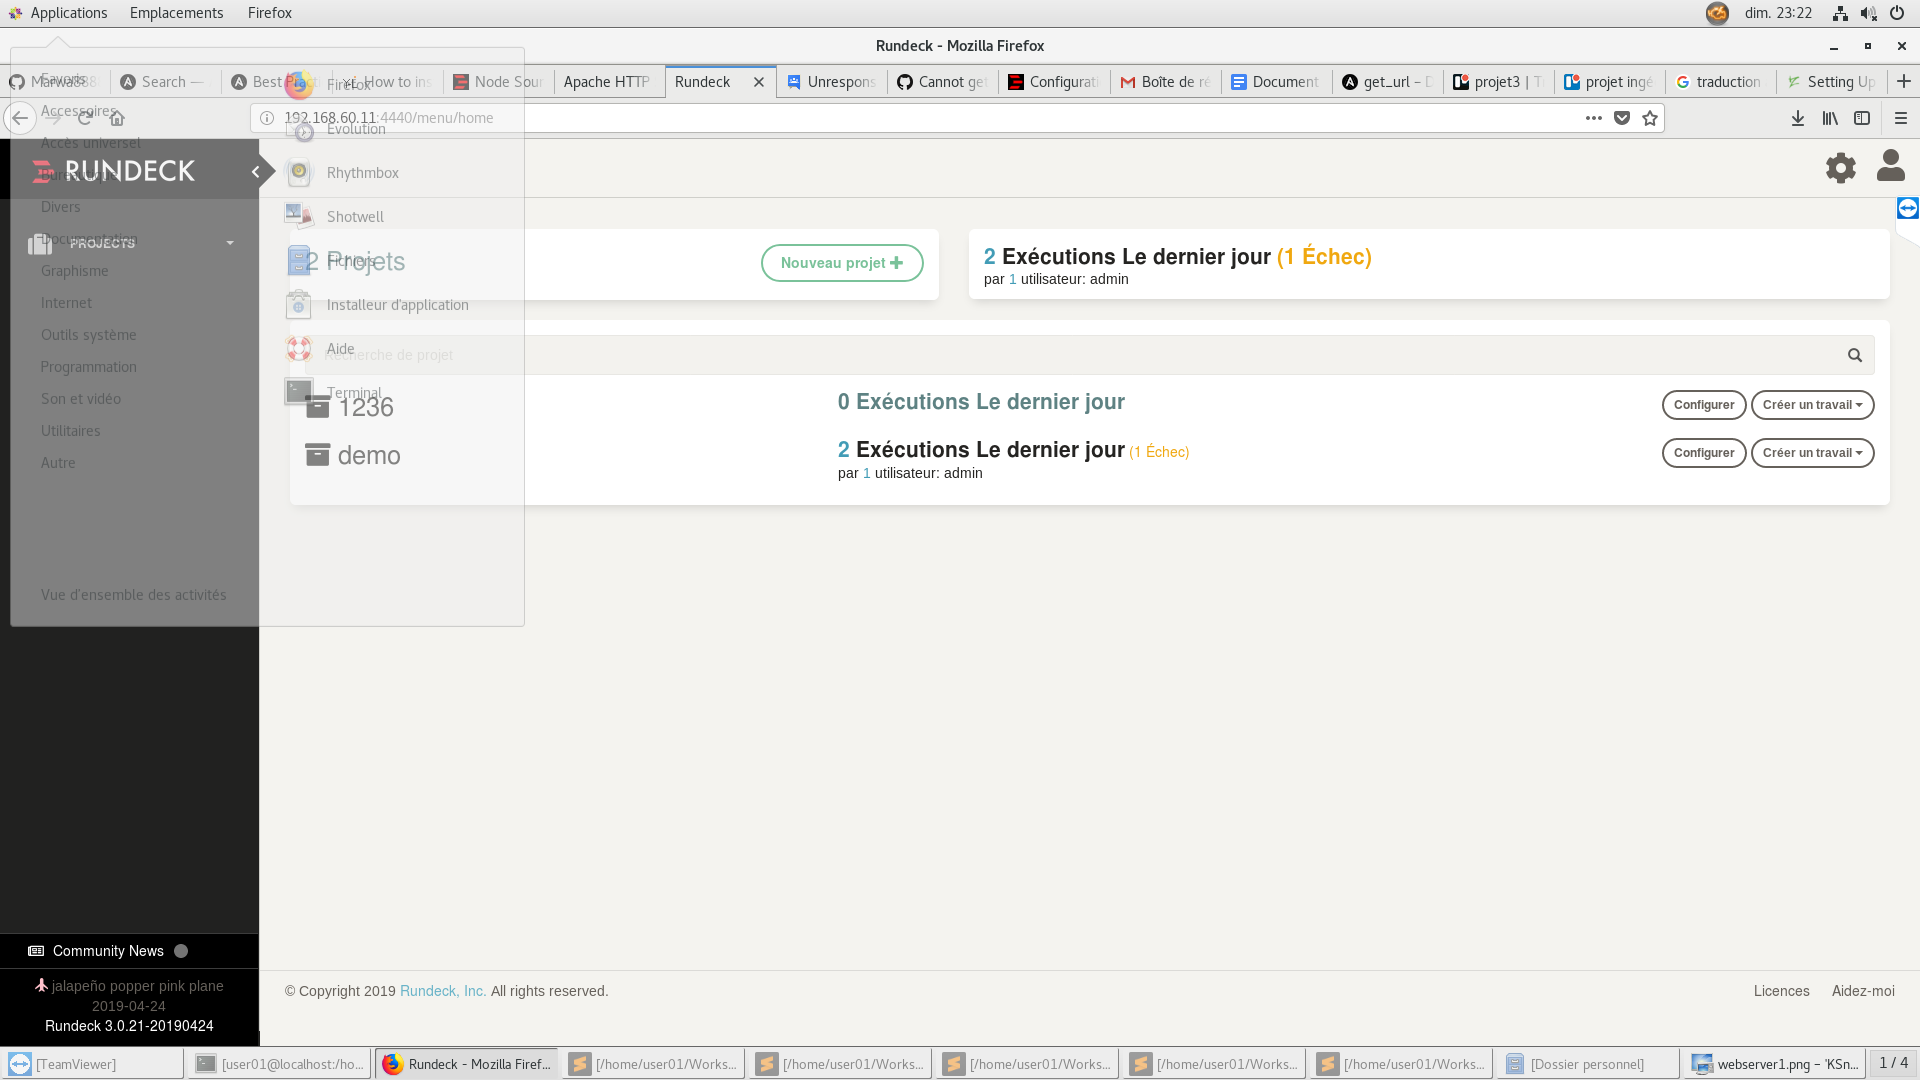 Applications Emplacements Firefox dim. 23:22
Rundeck - Mozilla Firefox
Marwa888 Search — Best Pract How to ins Node Sour Apache HTTP Rundeck Unrespons Cannot get Configurati Boîte de ré Document get_url – D projet3 | T projet ingé traduction Setting Up
192.168.60.11:4440/menu/home
Favoris
Accessoires
Accès universel
Bureautique
Divers
Documentation
Graphisme
Internet
Outils système
Programmation
Son et vidéo
Utilitaires
Autre
Vue d'ensemble des activités
Firefox
Evolution
Rhythmbox
Shotwell
Fichiers
Installeur d'application
Aide
Terminal
RUNDECK
PROJECTS
2 Projets
Nouveau projet
2 Exécutions Le dernier jour (1 Échec)
par 1 utilisateur: admin
Recherche de projet
1236 0 Exécutions Le dernier jour Configurer Créer un travail
demo 2 Exécutions Le dernier jour (1 Échec) Configurer Créer un travail
par 1 utilisateur: admin
Community News
jalapeño popper pink plane
2019-04-24
Rundeck 3.0.21-20190424
© Copyright 2019 Rundeck, Inc. All rights reserved. Licences Aidez-moi
[TeamViewer] [user01@localhost:/ho... Rundeck - Mozilla Firef... [/home/user01/Works... [/home/user01/Works... [/home/user01/Works... [/home/user01/Works... [/home/user01/Works... [Dossier personnel] webserver1.png – 'KSn... 1 / 4